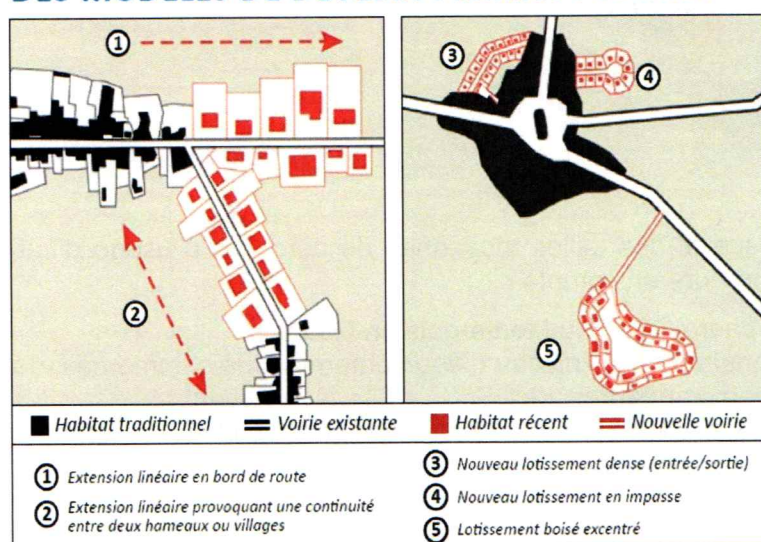 1
2
3
4
5
Habitat traditionnel
Voirie existante
Habitat récent
Nouvelle voirie
1 Extension linéaire en bord de route
2 Extension linéaire provoquant une continuité
entre deux hameaux ou villages
3 Nouveau lotissement dense (entrée/sortie)
4 Nouveau lotissement en impasse
5 Lotissement boisé excentré